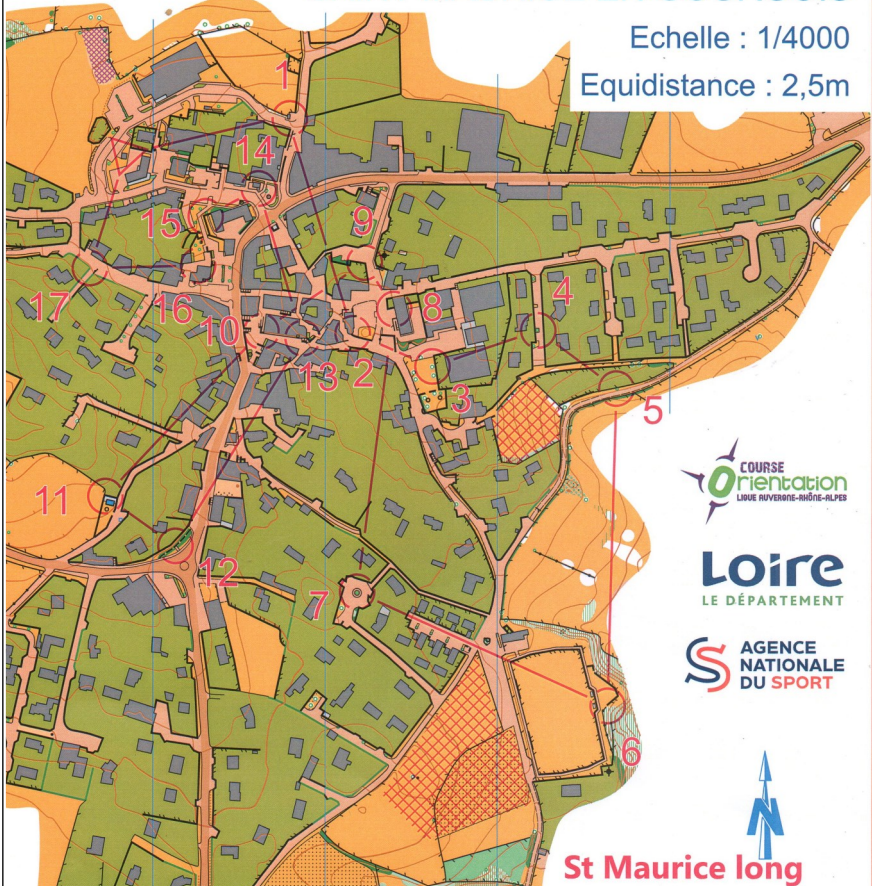 Echelle : 1/4000
Equidistance : 2,5m
1
14
15
9
17
16
10
8
4
13
2
3
5
11
12
7
6
COURSE
Orientation
LIGUE AUVERGNE-RHÔNE-ALPES
Loire
LE DÉPARTEMENT
AGENCE
NATIONALE
DU SPORT
N
St Maurice long